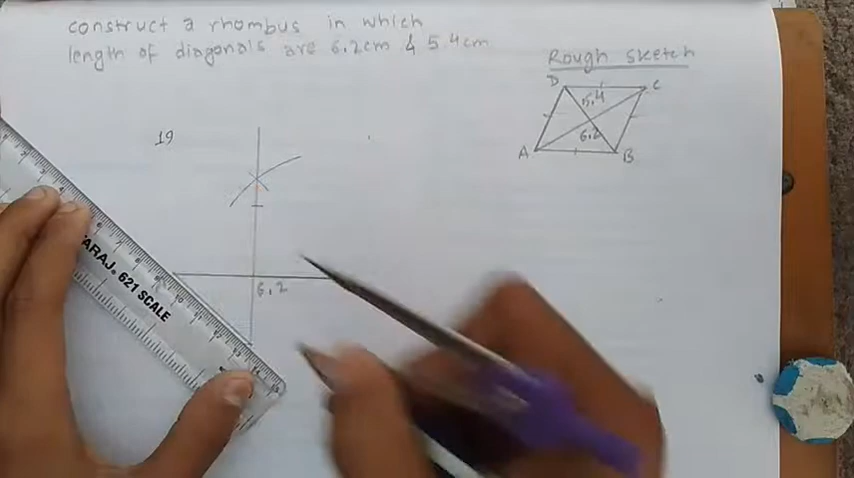 construct a rhombus in which
length of diagonals are 6.2cm & 5.4cm
Rough sketch
D
C
5.4
6.2
A
B
19
6.2
ARAJ. 621 SCALE